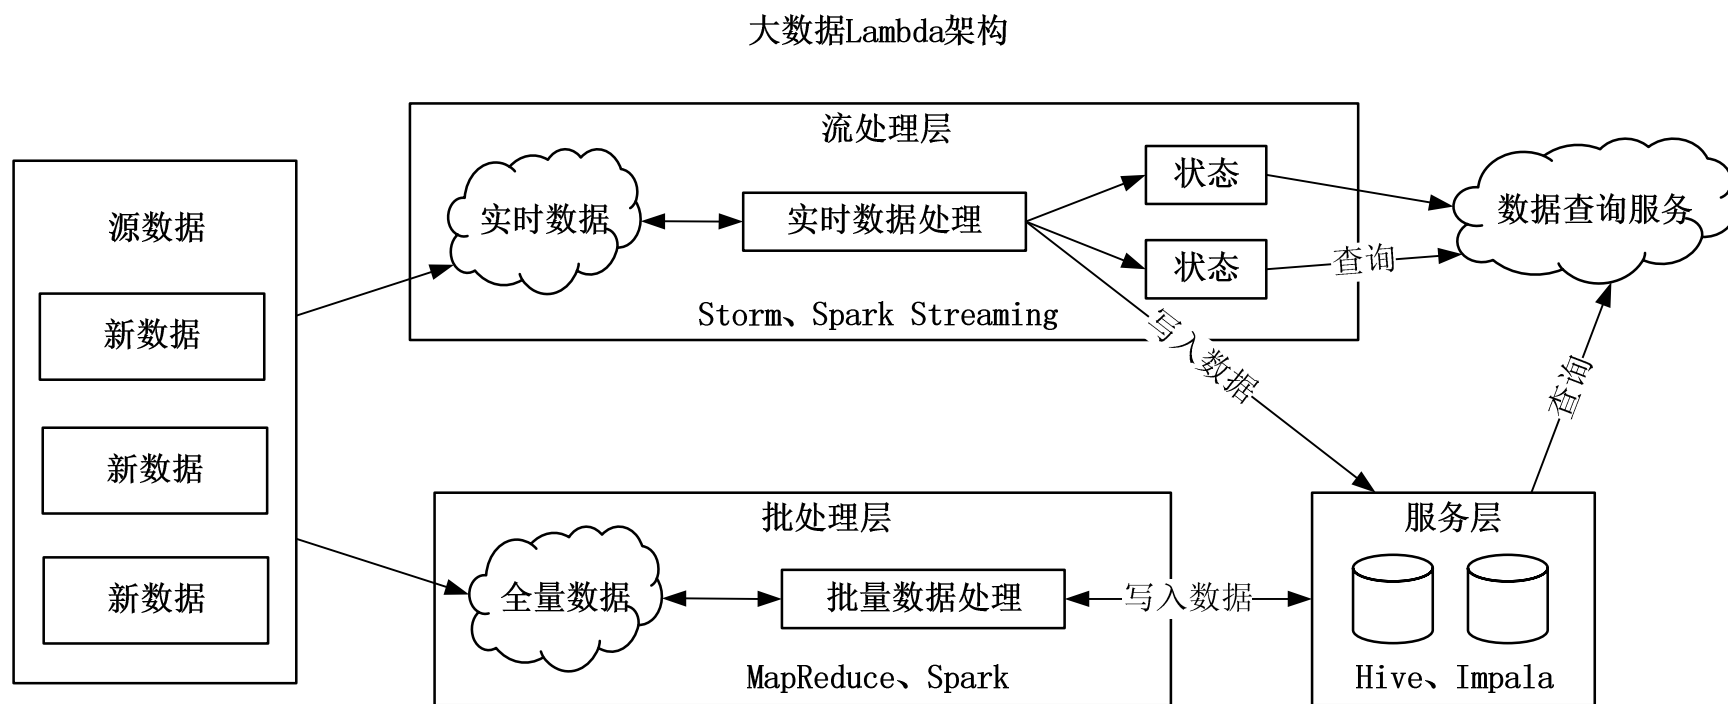 大数据Lambda架构
流处理层
源数据
新数据
新数据
新数据
实时数据
实时数据处理
状态
状态
查询
数据查询服务
Storm、Spark Streaming
写入数据
查询
批处理层
全量数据
批量数据处理
写入数据
MapReduce、Spark
服务层
Hive、Impala